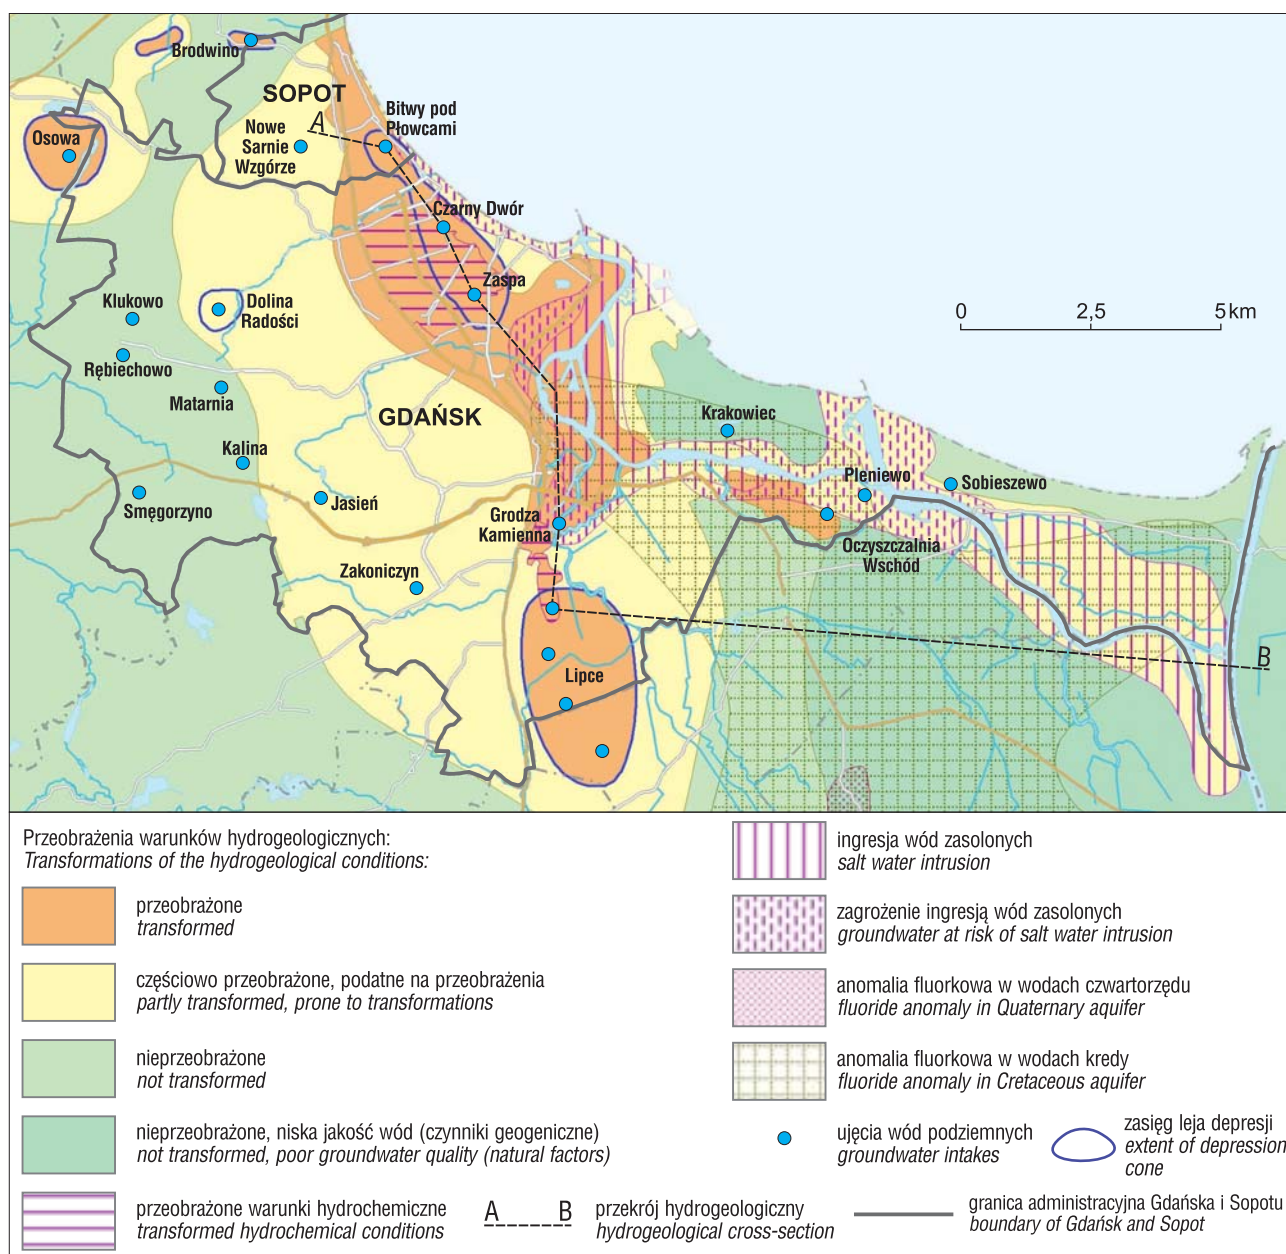 Brodwino
SOPOT
A
Bitwy pod
Płowcami
Nowe
Sarnie
Wzgórze
Osowa
Czarny Dwór
Zaspa
Klukowo
Dolina
Radości
0
2,5
5 km
Rębiechowo
Matarnia
GDAŃSK
Krakowiec
Kalina
Pleniewo
Sobieszewo
Jasień
Smęgorzyno
Grodza
Kamienna
Oczyszczalnia
Wschód
Zakoniczyn
Lipce
B
Przeobrażenia warunków hydrogeologicznych:
Transformations of the hydrogeological conditions:
przeobrażone
transformed
częściowo przeobrażone, podatne na przeobrażenia
partly transformed, prone to transformations
nieprzeobrażone
not transformed
nieprzeobrażone, niska jakość wód (czynniki geogeniczne)
not transformed, poor groundwater quality (natural factors)
przeobrażone warunki hydrochemiczne
transformed hydrochemical conditions
ingresja wód zasolonych
salt water intrusion
zagrożenie ingresją wód zasolonych
groundwater at risk of salt water intrusion
anomalia fluorkowa w wodach czwartorzędu
fluoride anomaly in Quaternary aquifer
anomalia fluorkowa w wodach kredy
fluoride anomaly in Cretaceous aquifer
ujęcia wód podziemnych
groundwater intakes
zasięg leja depresji
extent of depression
cone
A B
przekrój hydrogeologiczny
hydrogeological cross-section
granica administracyjna Gdańska i Sopotu
boundary of Gdańsk and Sopot